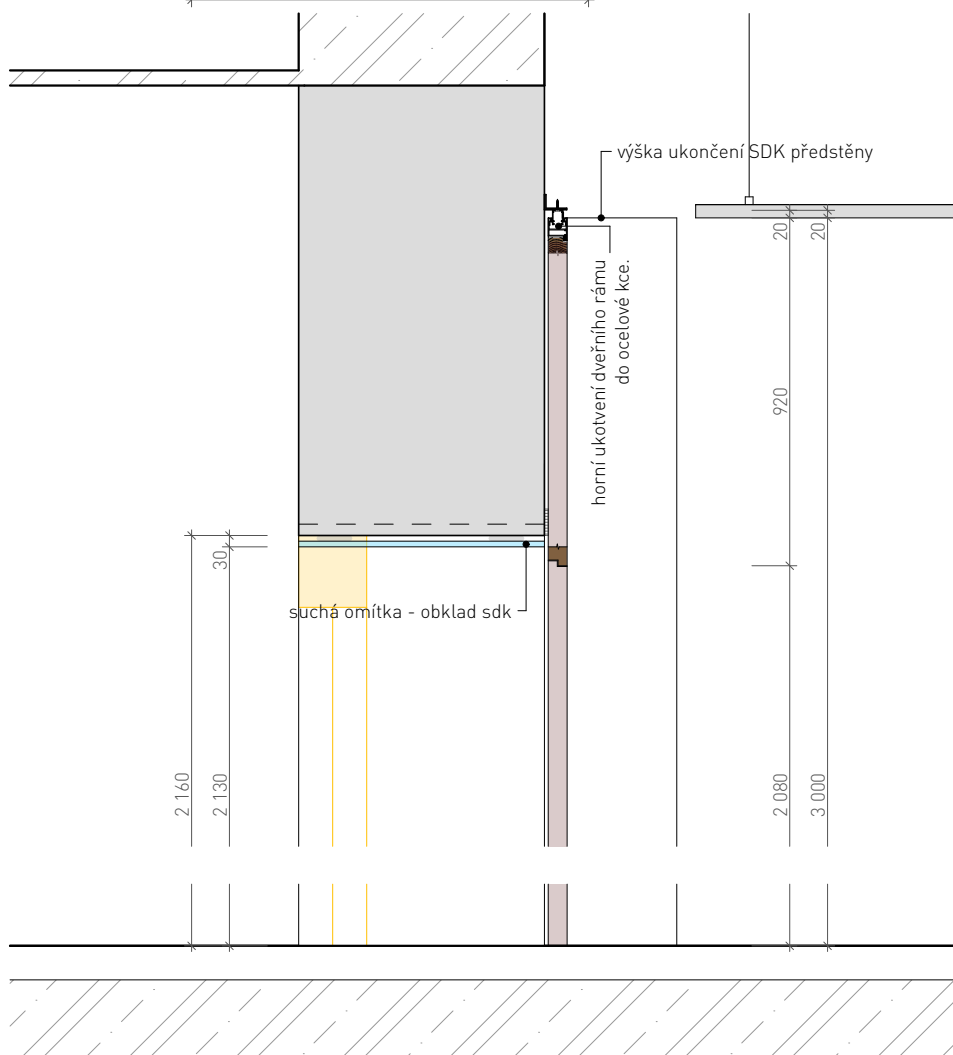 výška ukončení SDK předstěny
20
20
horní ukotvení dveřního rámu
do ocelové kce.
920
30
suchá omítka - obklad sdk
2 160
2 130
2 080
3 000